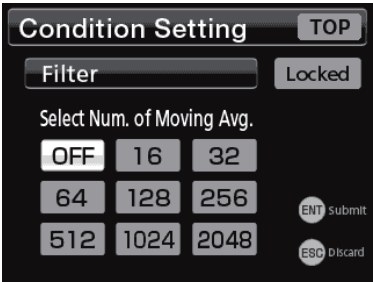 Condition Setting TOP
Filter Locked
Select Num. of Moving Avg.
OFF 16 32
64 128 256
ENT Submit
512 1024 2048
ESC Discard